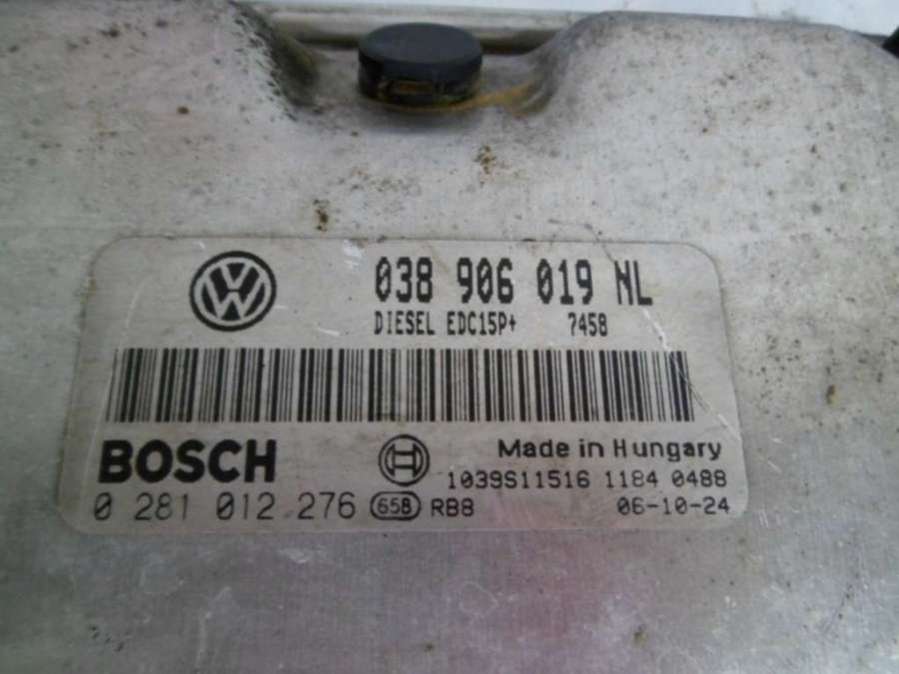 038 906 019 NL
DIESEL EDC15P+ 7458
BOSCH
Made in Hungary
1039S11516 1184 0488
0 281 012 276 65B RB8 06-10-24